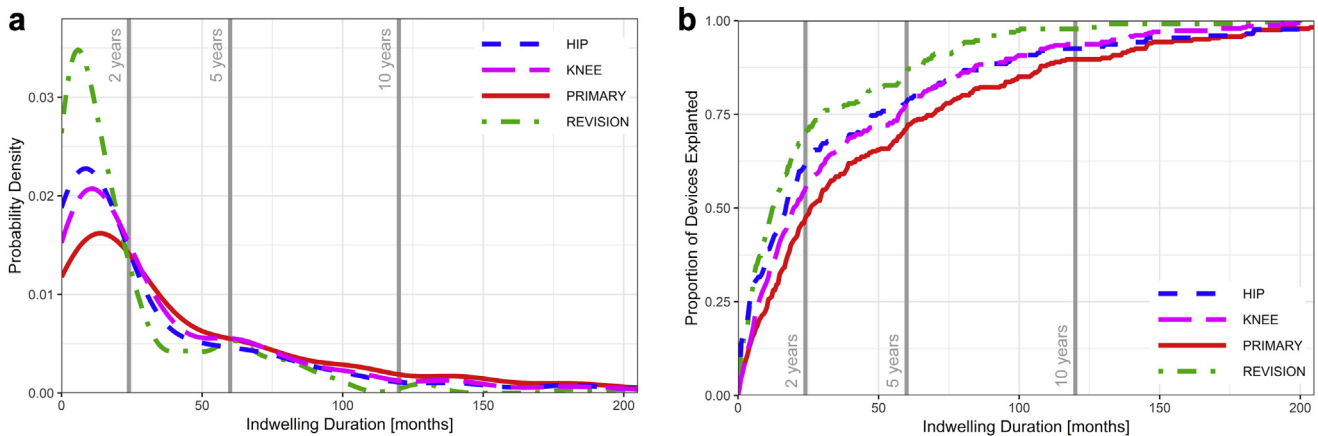 a
Probability Density
0.03
0.02
0.01
0.00
2 years
5 years
10 years
HIP
KNEE
PRIMARY
REVISION
0
50
100
150
200
Indwelling Duration [months]
b
Proportion of Devices Explanted
1.00
0.75
0.50
0.25
0.00
2 years
5 years
10 years
HIP
KNEE
PRIMARY
REVISION
0
50
100
150
200
Indwelling Duration [months]